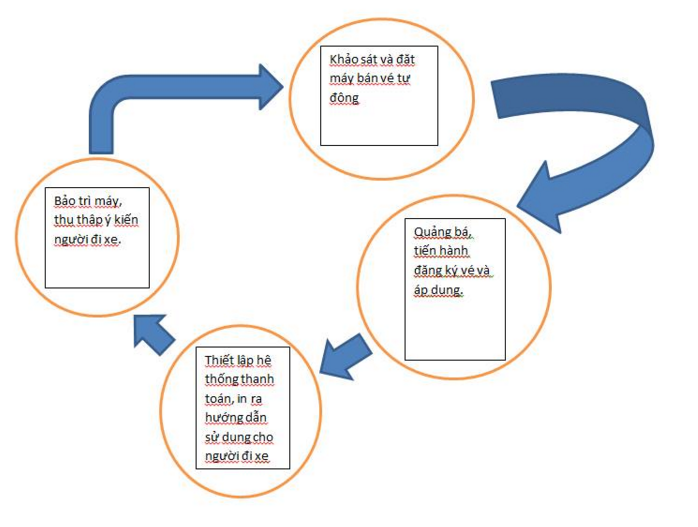 Khảo sát và đặt
máy bán vé tự
động
Quảng bá,
tiến hành
đăng ký vé và
áp dung.
Thiết lập hệ
thống thanh
toán, in ra
hướng dẫn
sử dung cho
người đi xe
Bảo trì máy,
thu thập ý kiến
người đi xe.